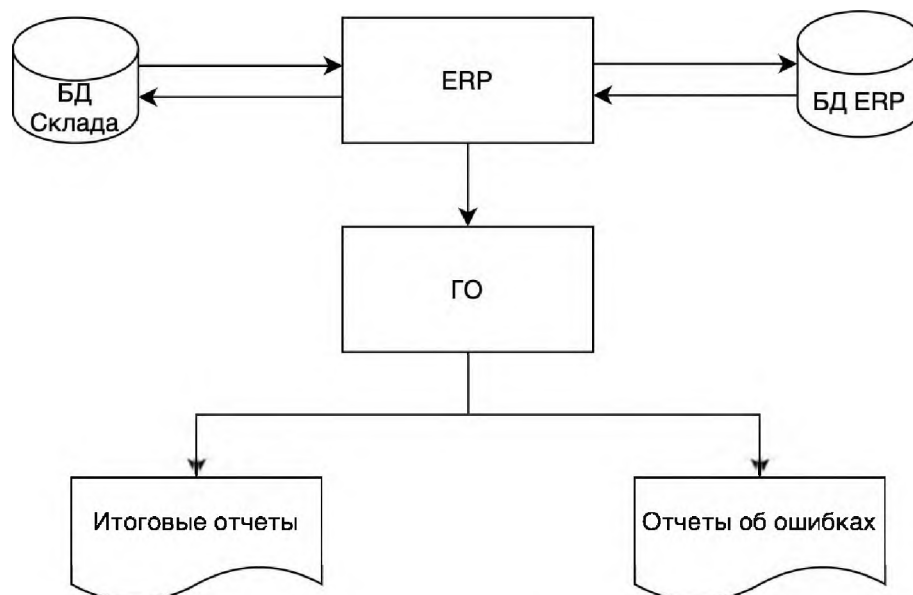 БД
Склада
ERP
БД ERP
ГО
Итоговые отчеты
Отчеты об ошибках